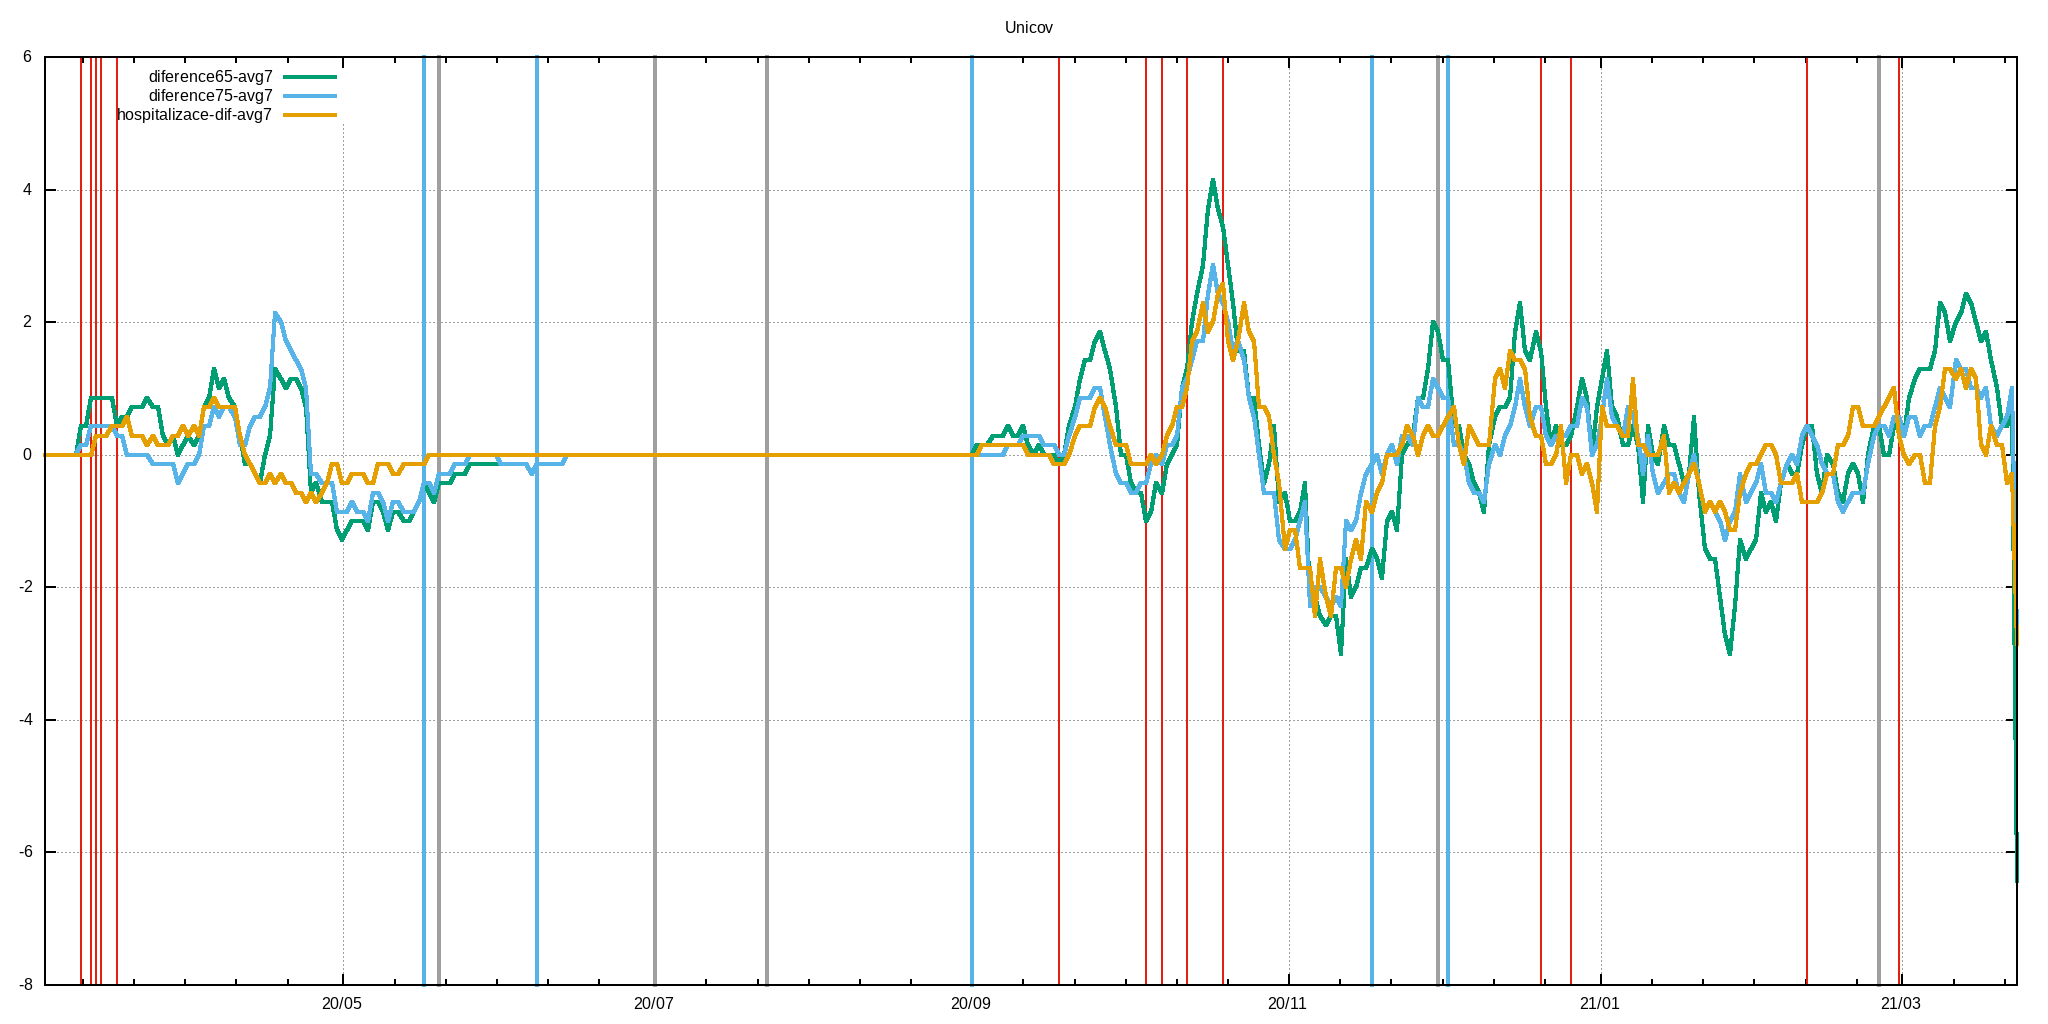 Unicov
6
diference65-avg7
diference75-avg7
hospitalizace-dif-avg7
4
2
0
-2
-4
-6
-8
20/05 20/07 20/09 20/11 21/01 21/03